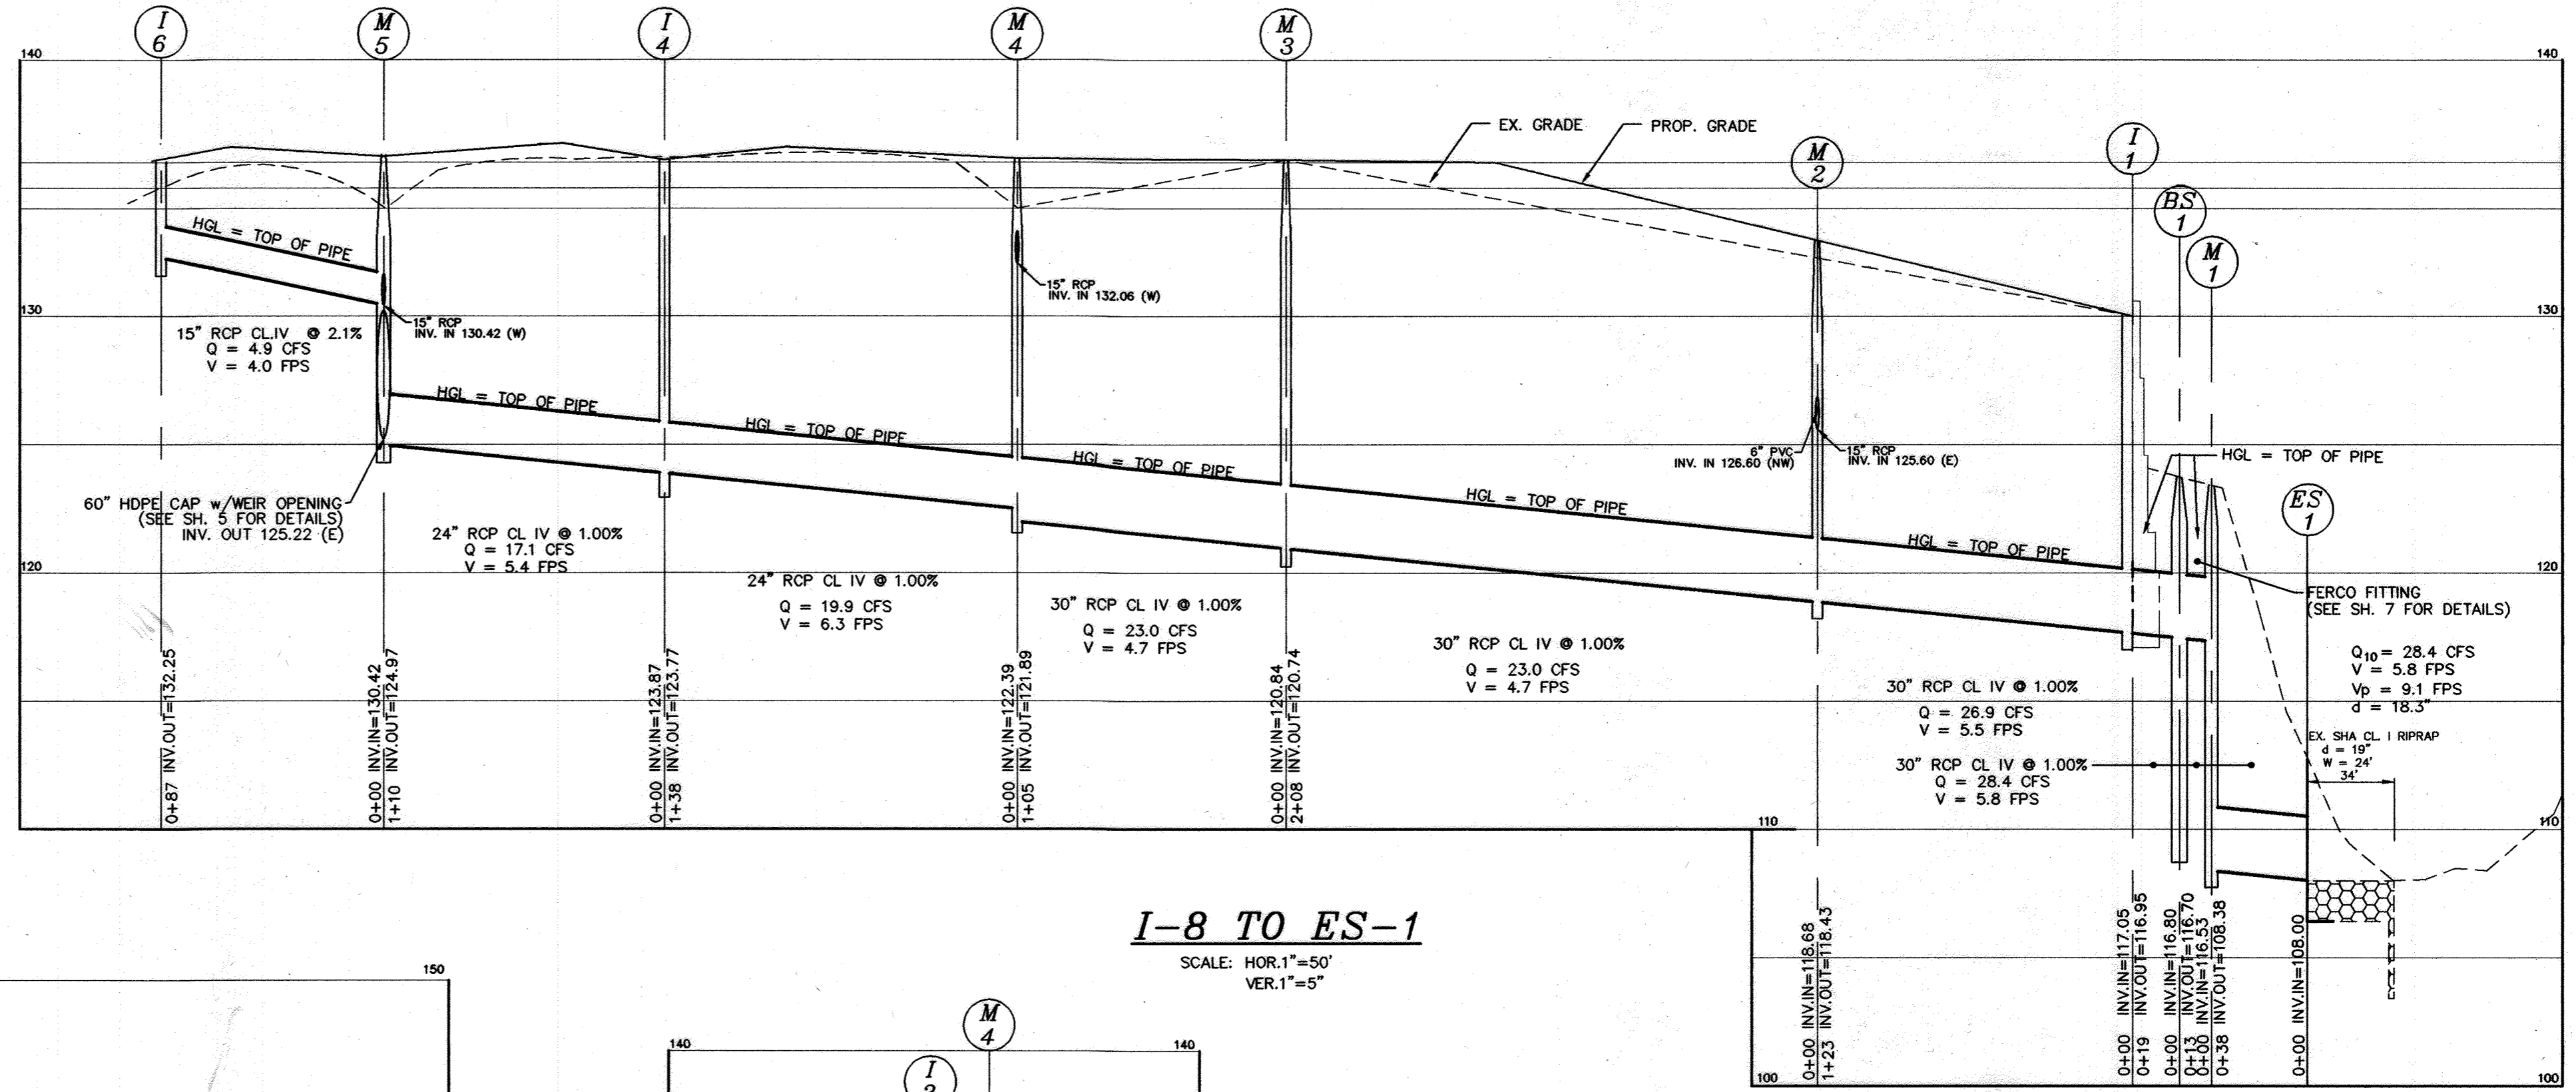 I
6
M
5
I
4
M
4
M
3
140
140
EX. GRADE
PROP. GRADE
M
2
I
1
BS
1
M
1
HGL = TOP OF PIPE
15" RCP
INV. IN 132.06 (W)
130
130
15" RCP CL.IV @ 2.1%
Q = 4.9 CFS
V = 4.0 FPS
15" RCP
INV. IN 130.42 (W)
HGL = TOP OF PIPE
HGL = TOP OF PIPE
HGL = TOP OF PIPE
6" PVC
INV. IN 126.60 (NW)
15" RCP
INV. IN 125.60 (E)
HGL = TOP OF PIPE
ES
1
HGL = TOP OF PIPE
HGL = TOP OF PIPE
60" HDPE CAP w/WEIR OPENING
(SEE SH. 5 FOR DETAILS)
INV. OUT 125.22 (E)
24" RCP CL IV @ 1.00%
Q = 17.1 CFS
V = 5.4 FPS
120
120
24" RCP CL IV @ 1.00%
Q = 19.9 CFS
V = 6.3 FPS
30" RCP CL IV @ 1.00%
Q = 23.0 CFS
V = 4.7 FPS
30" RCP CL IV @ 1.00%
Q = 23.0 CFS
V = 4.7 FPS
FERCO FITTING
(SEE SH. 7 FOR DETAILS)
Q10 = 28.4 CFS
V = 5.8 FPS
Vp = 9.1 FPS
d = 18.3"
30" RCP CL IV @ 1.00%
Q = 26.9 CFS
V = 5.5 FPS
30" RCP CL IV @ 1.00%
Q = 28.4 CFS
V = 5.8 FPS
EX. SHA CL. I RIPRAP
d = 19"
W = 24'
34'
0+87 INV.OUT=132.25
0+00 INV.IN=130.42
1+10 INV.OUT=124.97
0+00 INV.IN=123.87
1+38 INV.OUT=123.77
0+00 INV.IN=122.39
1+05 INV.OUT=121.89
0+00 INV.IN=120.84
2+08 INV.OUT=120.74
110
110
0+00 INV.IN=118.68
1+23 INV.OUT=118.43
0+00 INV.IN=117.05
0+19 INV.OUT=116.95
0+00 INV.IN=116.80
0+13 INV.OUT=116.70
0+00 INV.IN=116.53
0+38 INV.OUT=108.38
0+00 INV.IN=108.00
I-8 TO ES-1
SCALE: HOR.1"=50'
VER.1"=5"
150
M
4
140
140
I
100
100